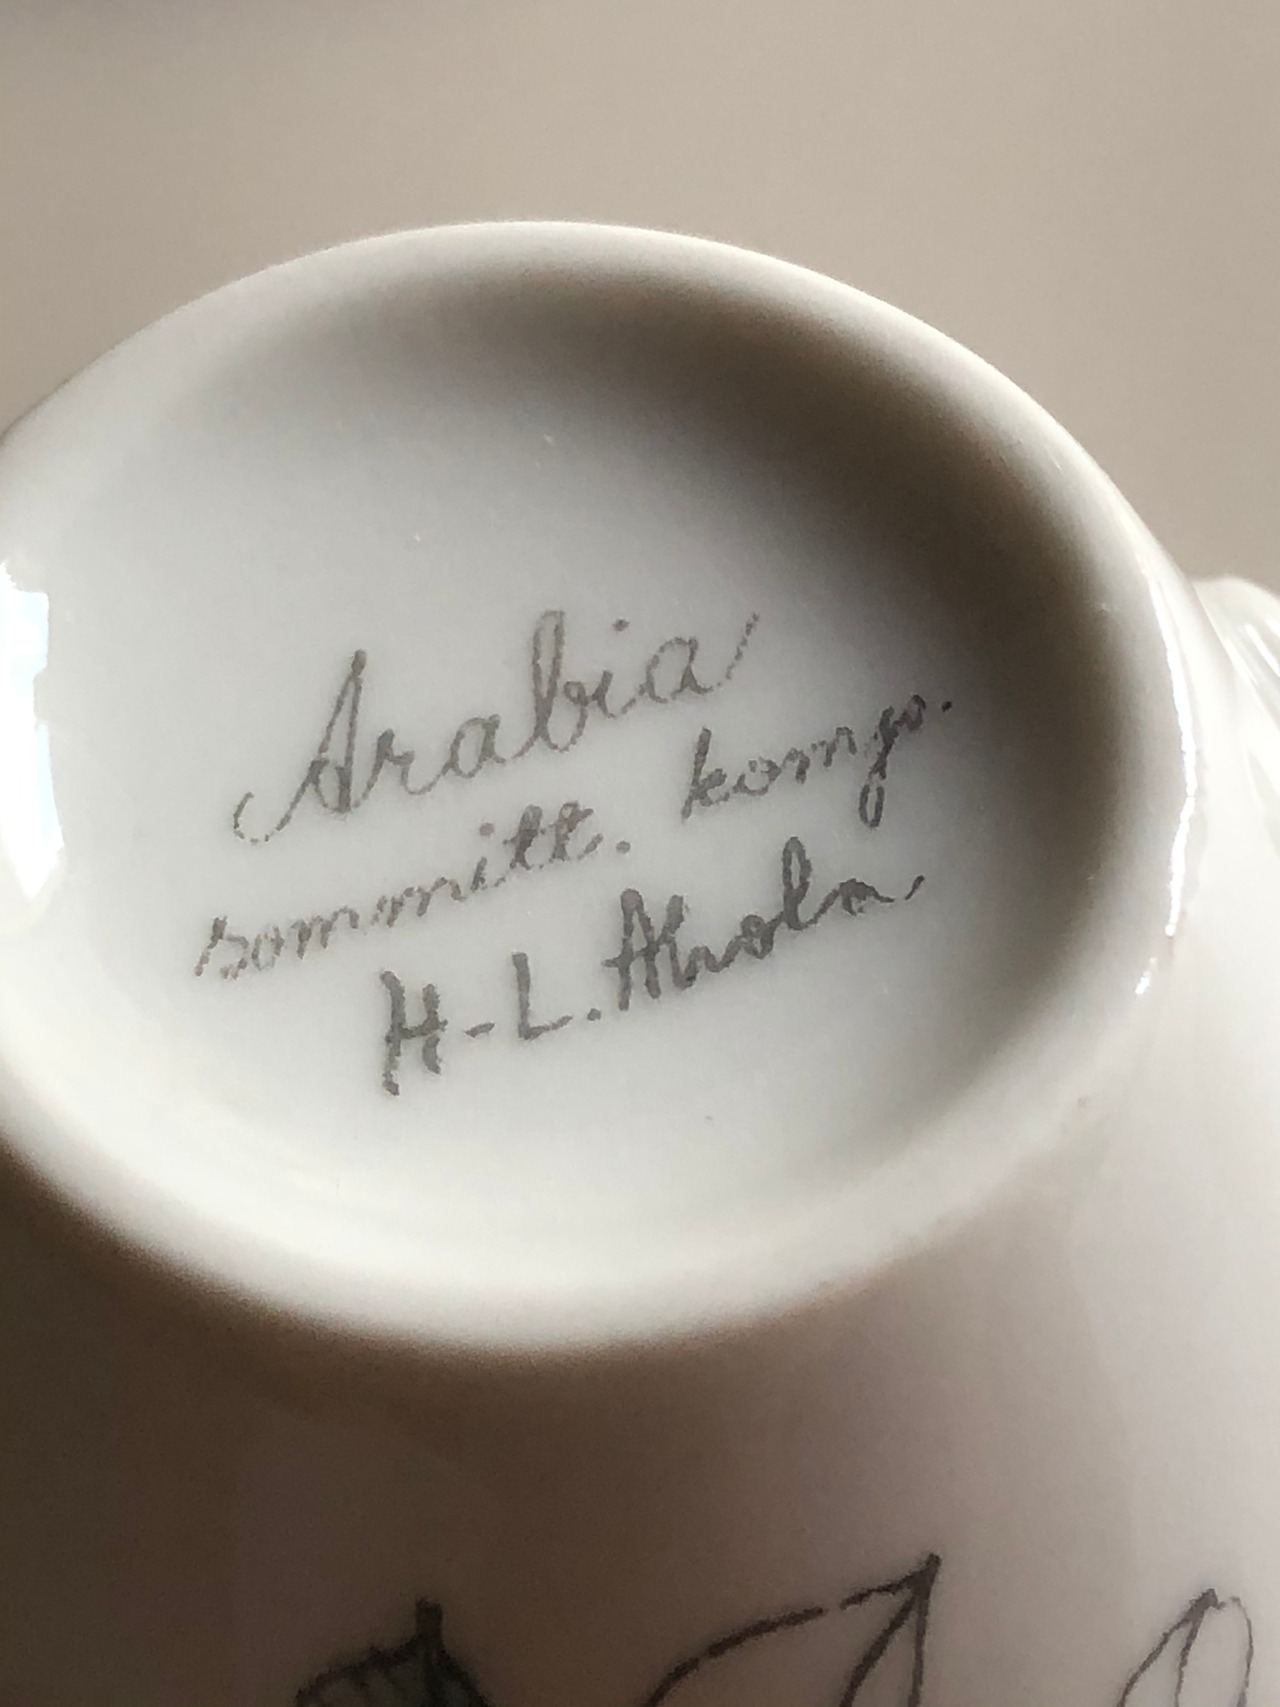 Arabia
sommitt. komp.
H-L. Ahola